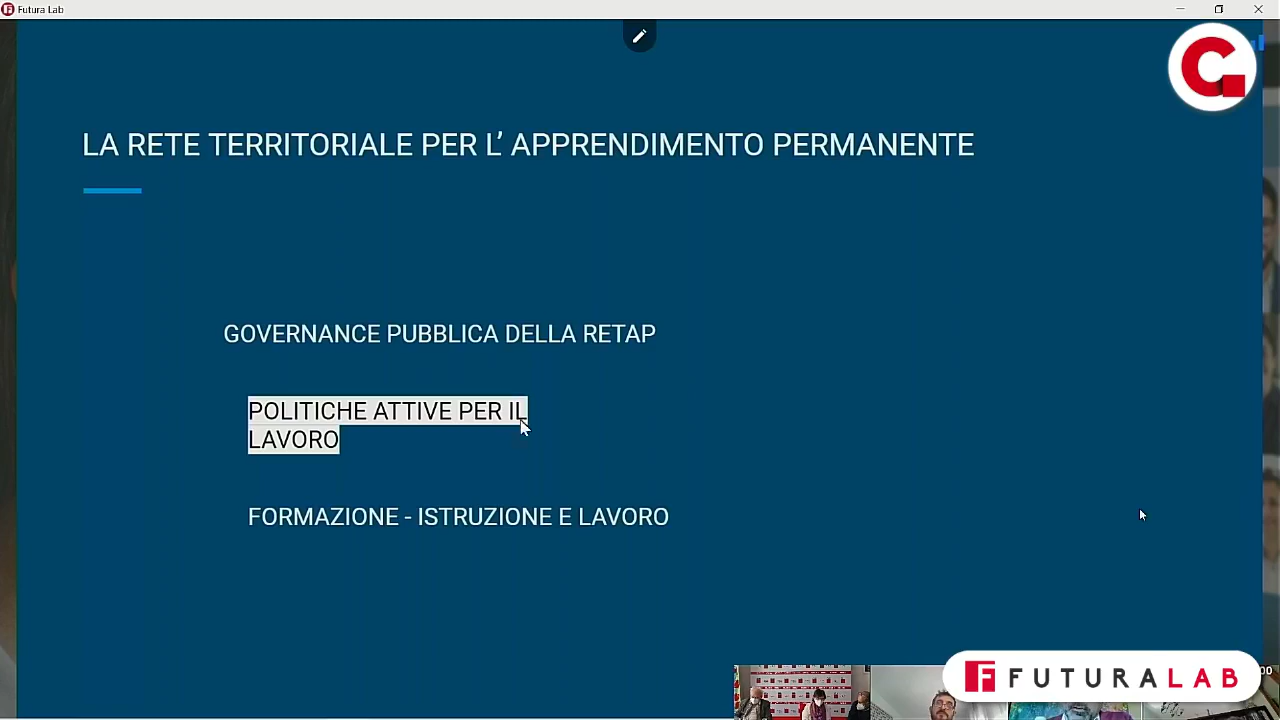 Futura Lab
LA RETE TERRITORIALE PER L’ APPRENDIMENTO PERMANENTE
GOVERNANCE PUBBLICA DELLA RETAP
POLITICHE ATTIVE PER IL
LAVORO
FORMAZIONE - ISTRUZIONE E LAVORO
FUTURALAB